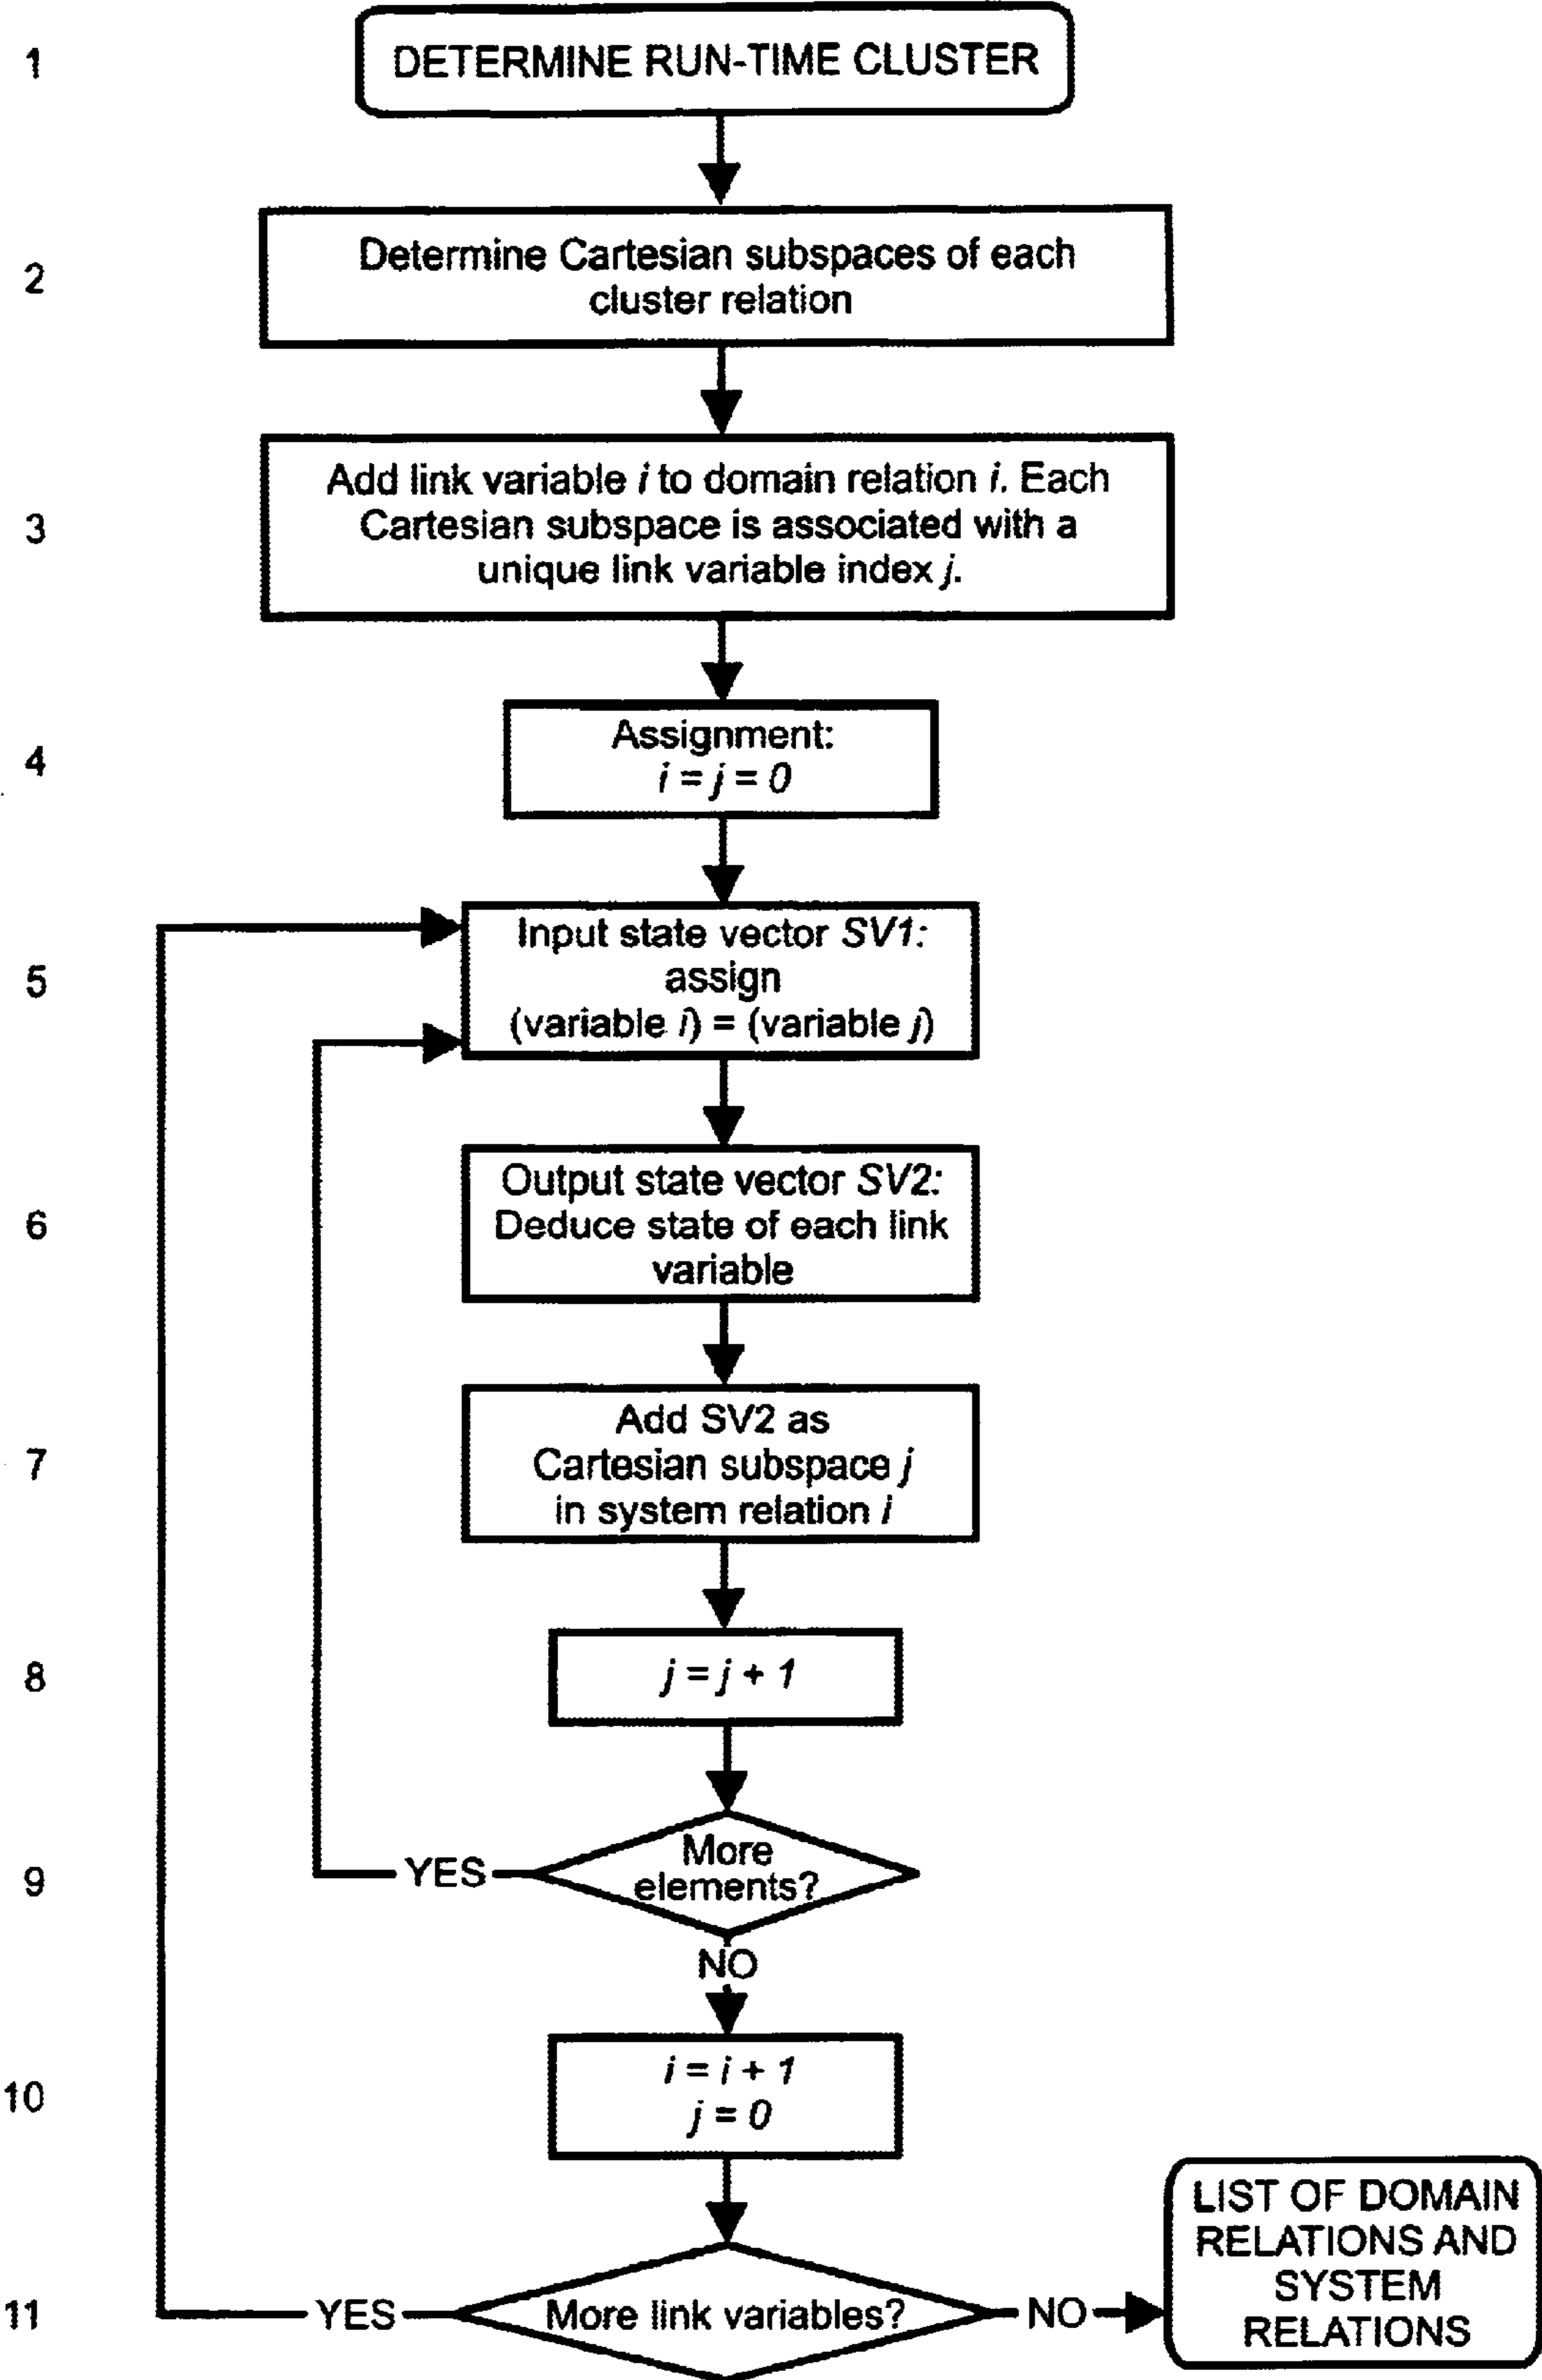 1
DETERMINE RUN-TIME CLUSTER
2
Determine Cartesian subspaces of each
cluster relation
3
Add link variable i to domain relation i. Each
Cartesian subspace is associated with a
unique link variable index j.
4
Assignment:
i = j = 0
5
Input state vector SV1:
assign
(variable i) = (variable j)
6
Output state vector SV2:
Deduce state of each link
variable
7
Add SV2 as
Cartesian subspace j
in system relation i
8
j = j + 1
9
More
elements?
YES
NO
10
i = i + 1
j = 0
11
YES
More link variables?
NO
LIST OF DOMAIN
RELATIONS AND
SYSTEM
RELATIONS